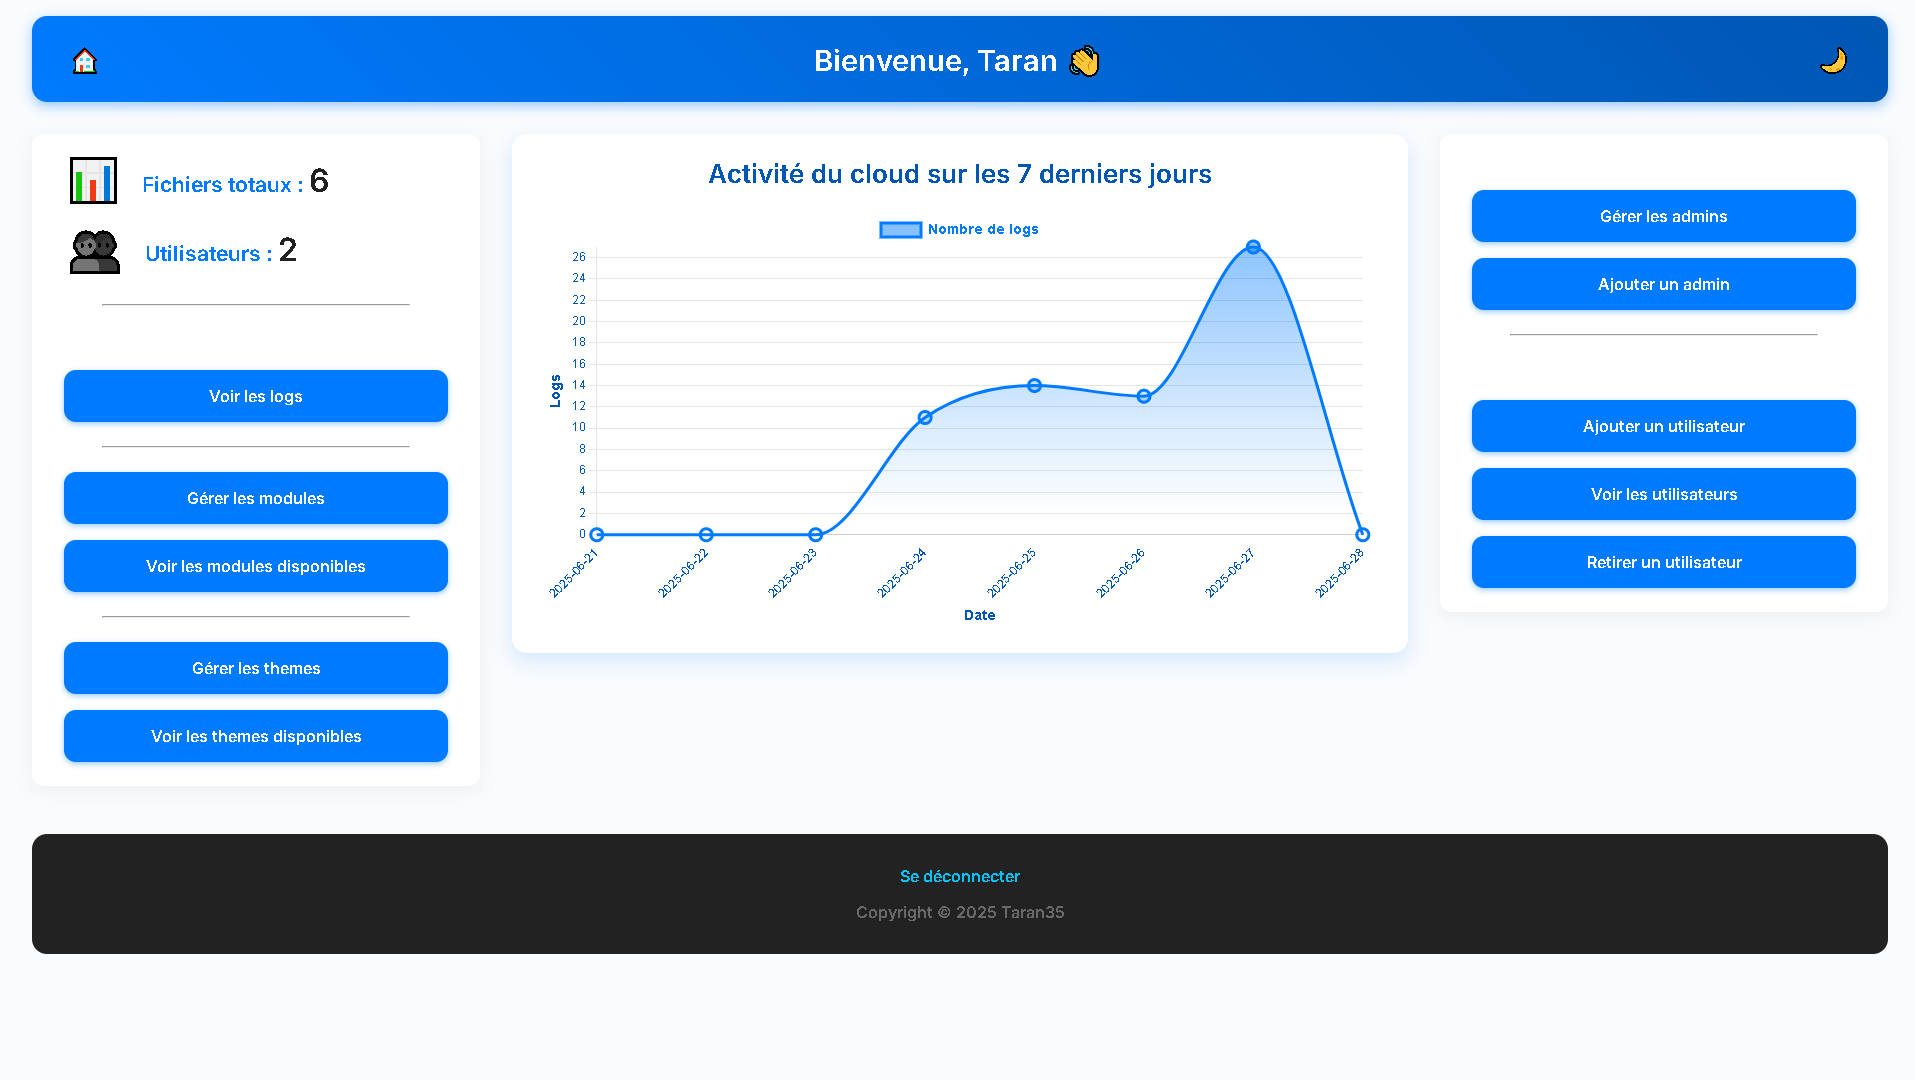 Bienvenue, Taran 👋
Fichiers totaux : 6
Utilisateurs : 2
Voir les logs
Gérer les modules
Voir les modules disponibles
Gérer les themes
Voir les themes disponibles
Activité du cloud sur les 7 derniers jours
Nombre de logs
Logs
26
24
22
20
18
16
14
12
10
8
6
4
2
0
2025-06-21
2025-06-22
2025-06-23
2025-06-24
2025-06-25
2025-06-26
2025-06-27
2025-06-28
Date
Gérer les admins
Ajouter un admin
Ajouter un utilisateur
Voir les utilisateurs
Retirer un utilisateur
Se déconnecter
Copyright © 2025 Taran35